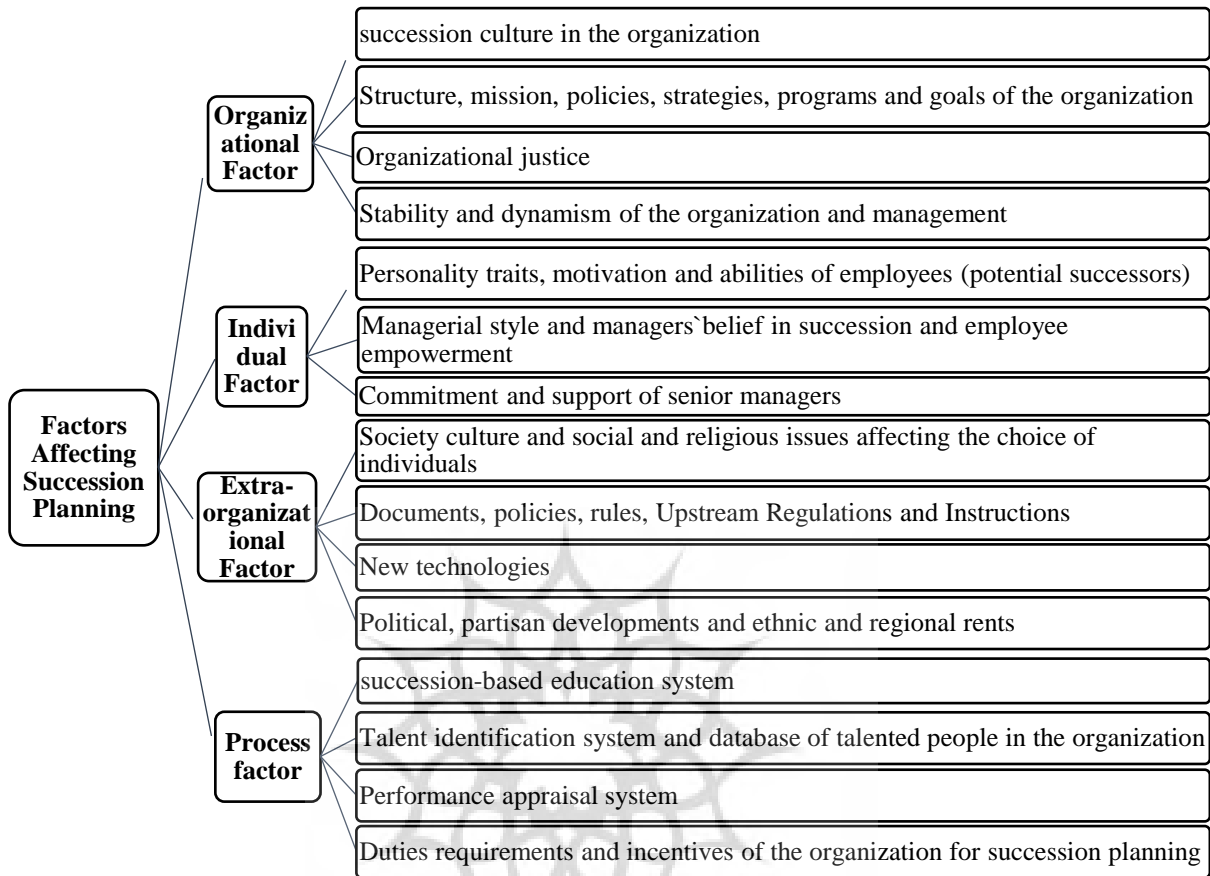 Factors
Affecting
Succession
Planning
Organiz
ational
Factor
succession culture in the organization
Structure, mission, policies, strategies, programs and goals of the organization
Organizational justice
Stability and dynamism of the organization and management
Indivi
dual
Factor
Personality traits, motivation and abilities of employees (potential successors)
Managerial style and managers`belief in succession and employee
empowerment
Commitment and support of senior managers
Extra-
organizat
ional
Factor
Society culture and social and religious issues affecting the choice of
individuals
Documents, policies, rules, Upstream Regulations and Instructions
New technologies
Political, partisan developments and ethnic and regional rents
Process
factor
succession-based education system
Talent identification system and database of talented people in the organization
Performance appraisal system
Duties requirements and incentives of the organization for succession planning